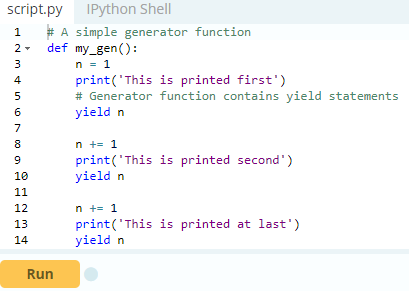 script.py IPython Shell
1 # A simple generator function
2 def my_gen():
3 n = 1
4 print('This is printed first')
5 # Generator function contains yield statements
6 yield n
7
8 n += 1
9 print('This is printed second')
10 yield n
11
12 n += 1
13 print('This is printed at last')
14 yield n
Run